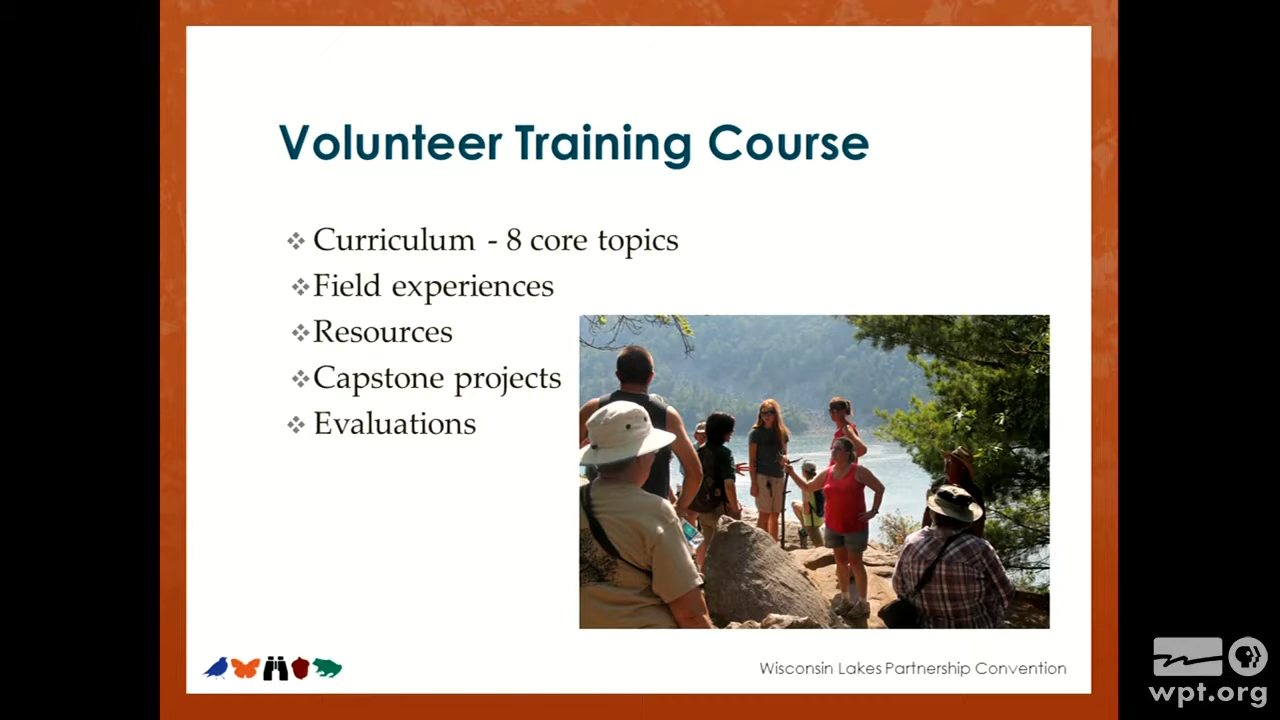 Volunteer Training Course
Curriculum - 8 core topics
Field experiences
Resources
Capstone projects
Evaluations
Wisconsin Lakes Partnership Convention
wpt.org